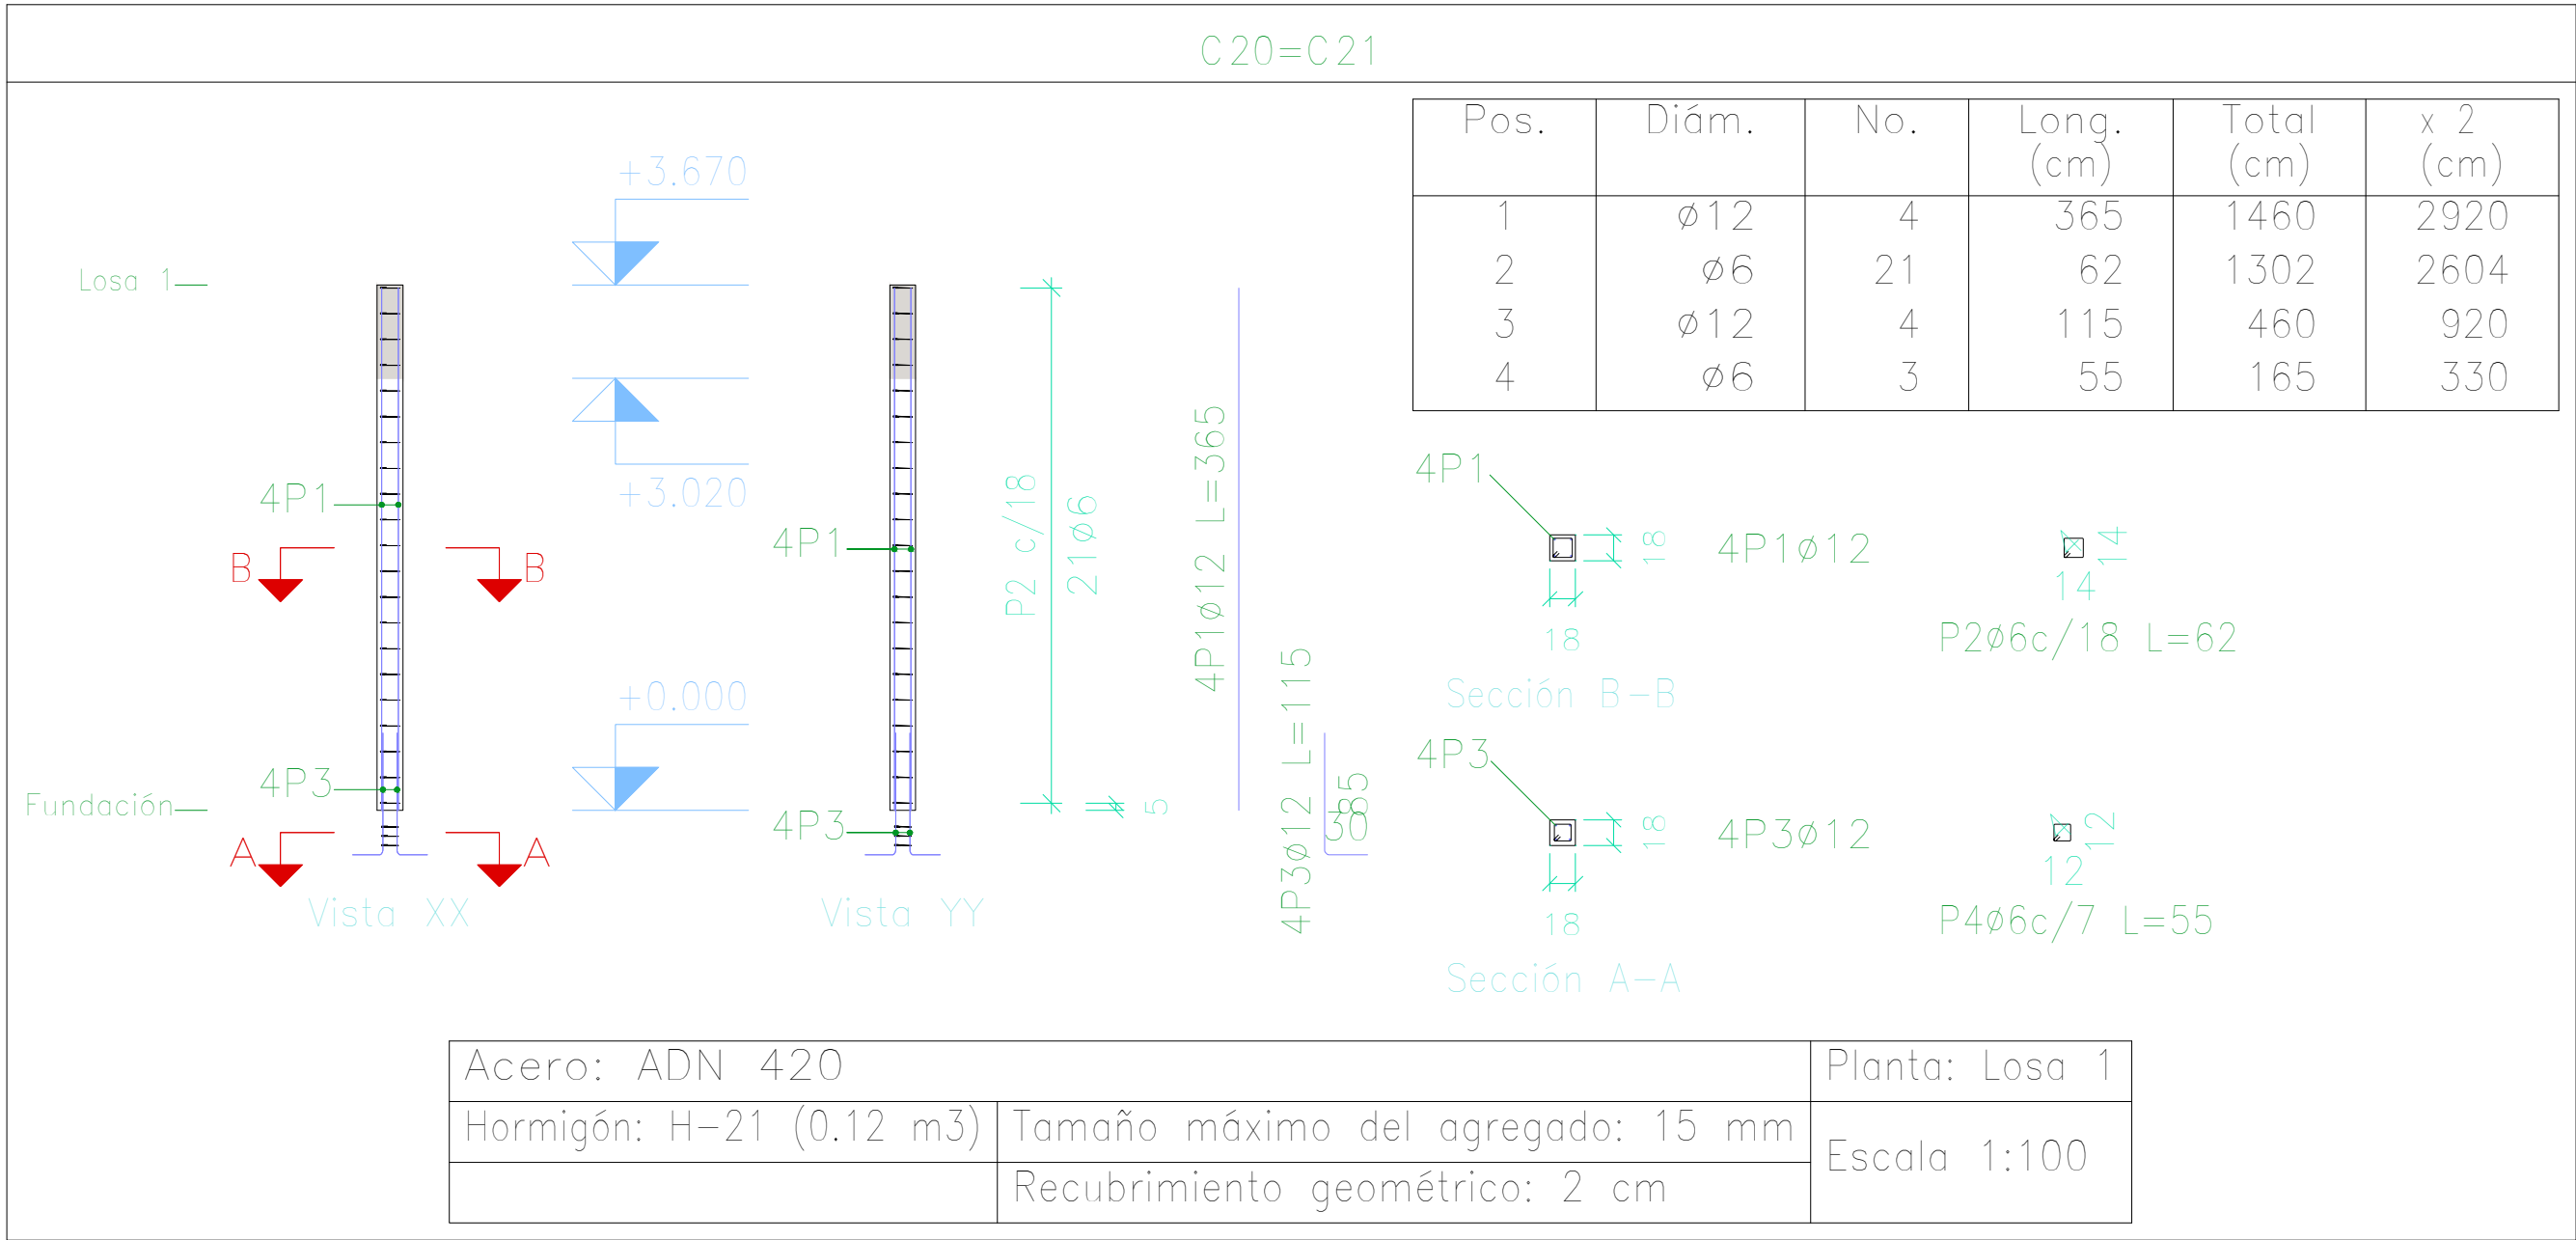 C20=C21
Pos. Diám. No. Long. (cm) Total (cm) x 2 (cm)
1 ø12 4 365 1460 2920
2 ø6 21 62 1302 2604
3 ø12 4 115 460 920
4 ø6 3 55 165 330
+3.670
Losa 1
+3.020
4P1
B B
+0.000
4P3
Fundación
A A
Vista XX
4P1
4P3
Vista YY
P2 c/18
21ø6
5
4P1ø12 L=365
4P3ø12 L=115
85
30
4P1
18
18
4P1ø12
14
14
P2ø6c/18 L=62
Sección B-B
4P3
18
18
4P3ø12
12
12
P4ø6c/7 L=55
Sección A-A
Acero: ADN 420
Planta: Losa 1
Hormigón: H-21 (0.12 m3)
Tamaño máximo del agregado: 15 mm
Escala 1:100
Recubrimiento geométrico: 2 cm